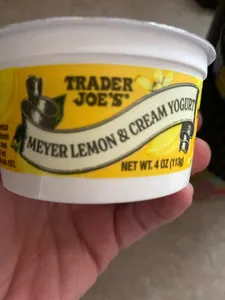 TRADER
JOE'S
MEYER LEMON & CREAM YOGURT
NET WT. 4 OZ (113g)